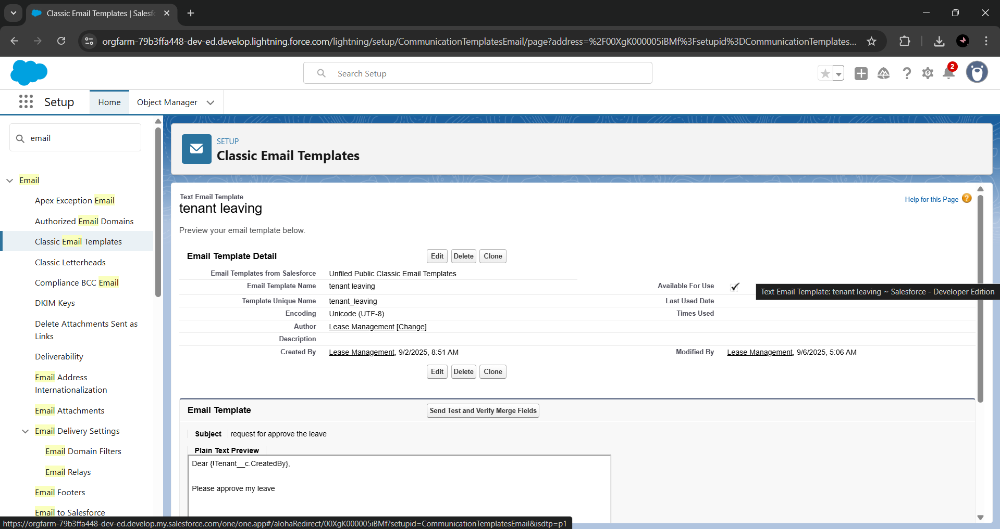 Classic Email Templates | Salesf
orgfarm-79b3ffa448-dev-ed.develop.lightning.force.com/lightning/setup/CommunicationTemplatesEmail/page?address=%2F00XgK000005iBMf%3Fsetupid%3DCommunicationTemplates...
Search Setup
2
Setup
Home
Object Manager
email
Email
Apex Exception Email
Authorized Email Domains
Classic Email Templates
Classic Letterheads
Compliance BCC Email
DKIM Keys
Delete Attachments Sent as
Links
Deliverability
Email Address
Internationalization
Email Attachments
Email Delivery Settings
Email Domain Filters
Email Relays
Email Footers
Email to Salesforce
SETUP
Classic Email Templates
Text Email Template
tenant leaving
Help for this Page ?
Preview your email template below.
Email Template Detail
Edit Delete Clone
Email Templates from Salesforce Unfiled Public Classic Email Templates
Email Template Name tenant leaving Available For Use
Text Email Template: tenant leaving ~ Salesforce - Developer Edition
Template Unique Name tenant_leaving Last Used Date
Encoding Unicode (UTF-8) Times Used
Author Lease Management [Change]
Description
Created By Lease Management, 9/2/2025, 8:51 AM Modified By Lease Management, 9/6/2025, 5:06 AM
Edit Delete Clone
Email Template
Send Test and Verify Merge Fields
Subject request for approve the leave
Plain Text Preview
Dear {!Tenant__c.CreatedBy},
Please approve my leave
https://orgfarm-79b3ffa448-dev-ed.develop.my.salesforce.com/one/one.app#/alohaRedirect/00XgK000005iBMf?setupid=CommunicationTemplatesEmail&isdtp=p1